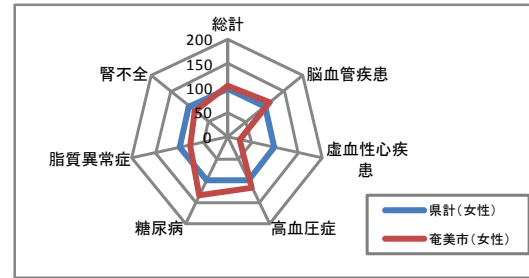 総計
200
150
100
50
0
脳血管疾患
虚血性心疾
患
高血圧症
糖尿病
脂質異常症
腎不全
県計(女性)
奄美市(女性)